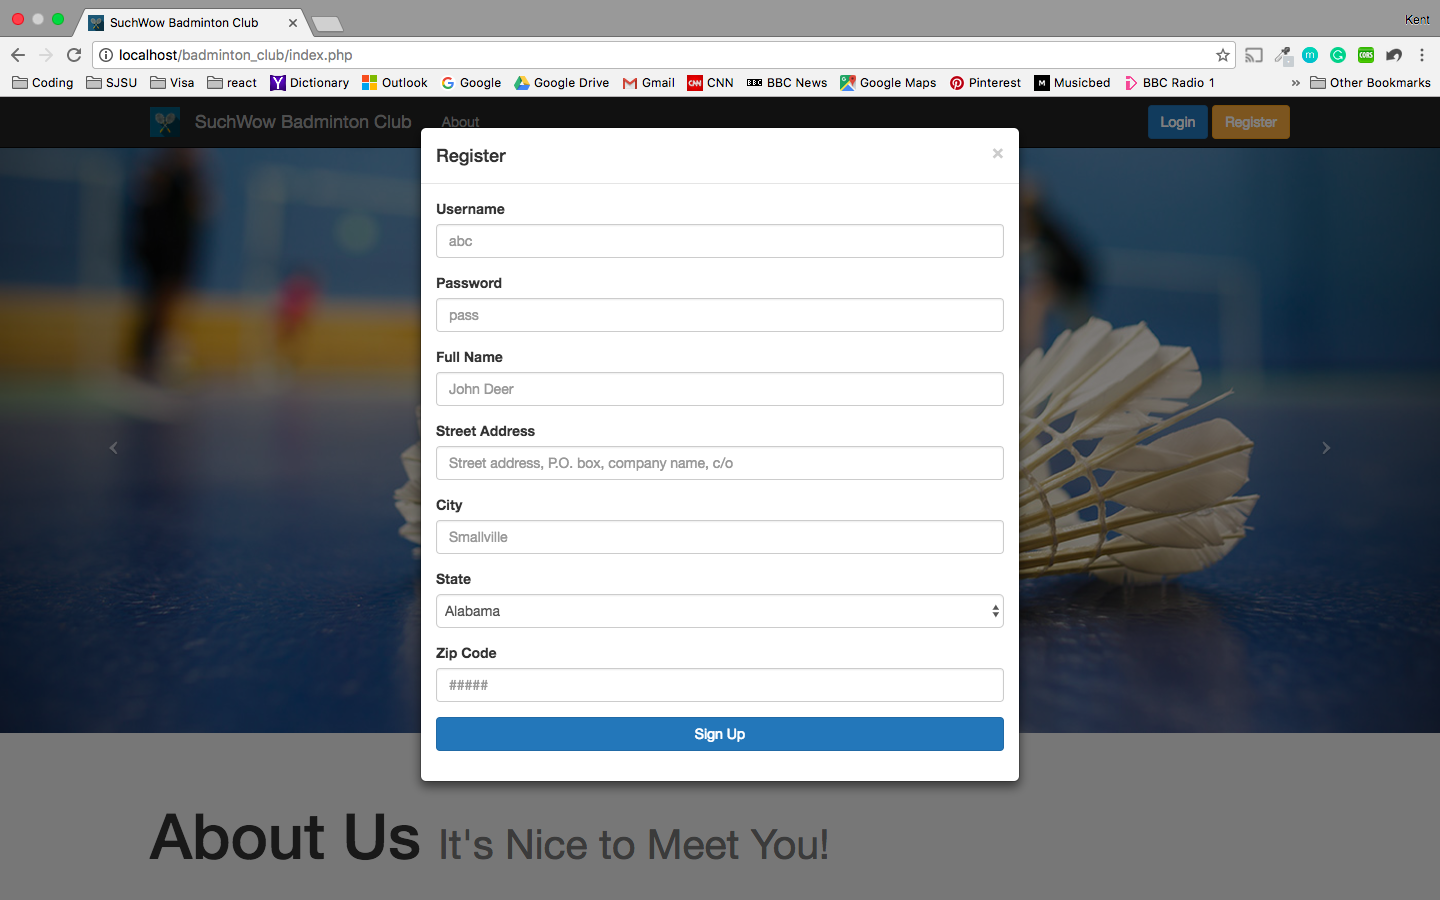 SuchWow Badminton Club
Kent
localhost/badminton_club/index.php
m
G
CORS
Coding SJSU Visa react Dictionary Outlook Google Google Drive Gmail CNN BBC News Google Maps Pinterest Musicbed BBC Radio 1 » Other Bookmarks
SuchWow Badminton Club About Login Register
Register ×
Username
abc
Password
pass
Full Name
John Deer
Street Address
Street address, P.O. box, company name, c/o
City
Smallville
State
Alabama
Zip Code
#####
Sign Up
About Us It's Nice to Meet You!